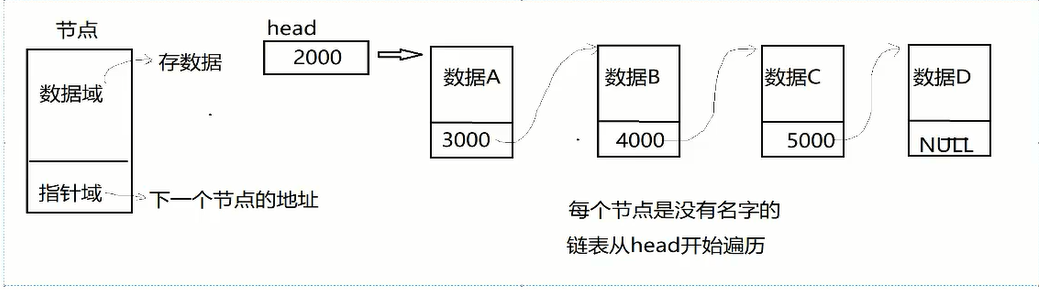 节点
数据域
存数据
指针域
下一个节点的地址
head
2000
数据A
3000
数据B
4000
数据C
5000
数据D
NULL
每个节点是没有名字的
链表从head开始遍历